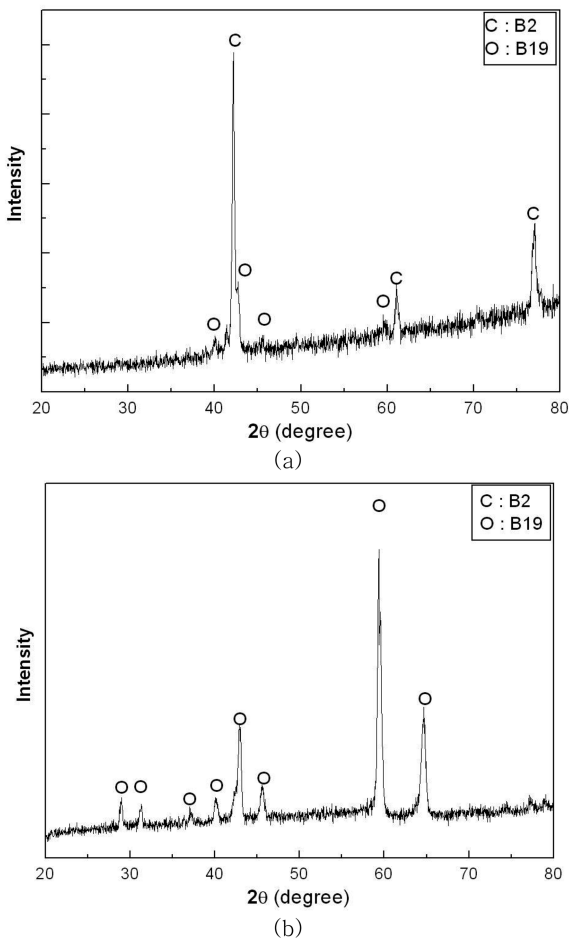 C
C : B2
O : B19
O
C
O
O
O
C
Intensity
20 30 40 50 60 70 80
2θ (degree)
(a)
O
C : B2
O : B19
O
O
O O O O O
Intensity
20 30 40 50 60 70 80
2θ (degree)
(b)